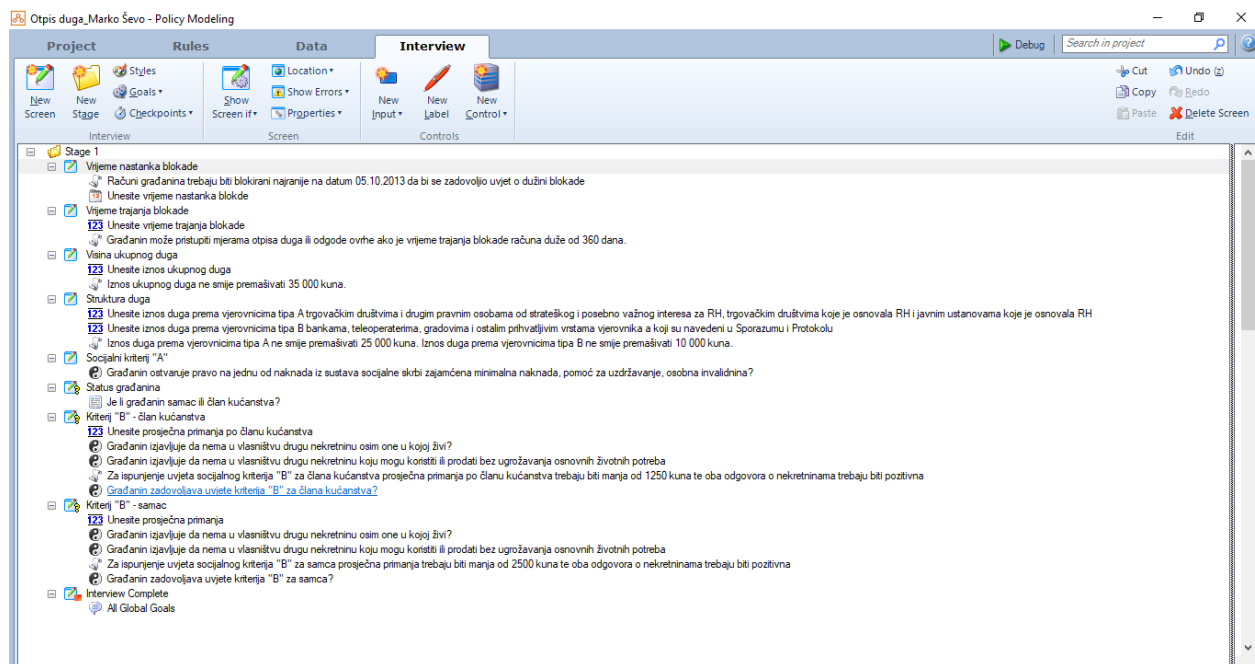 Otpis duga_Marko Ševo - Policy Modeling
Project Rules Data Interview
Debug Search in project
New Screen
New Stage
Styles
Goals
Checkpoints
Interview
Show Screen if
Location
Show Errors
Properties
Screen
New Input
New Label
New Control
Controls
Cut
Copy
Paste
Undo (z)
Redo
Delete Screen
Edit
Stage 1
Vrijeme nastanka blokade
Računi građanina trebaju biti blokirani najranije na datum 05.10.2013 da bi se zadovoljio uvjet o dužini blokade
Unesite vrijeme nastanka blokde
Vrijeme trajanja blokade
123 Unesite vrijeme trajanja blokade
Građanin može pristupiti mjerama otpisa duga ili odgode ovrhe ako je vrijeme trajanja blokade računa duže od 360 dana.
Visina ukupnog duga
123 Unesite iznos ukupnog duga
Iznos ukupnog duga ne smije premašivati 35 000 kuna.
Struktura duga
123 Unesite iznos duga prema vjerovnicima tipa A trgovačkim društvima i drugim pravnim osobama od strateškog i posebno važnog interesa za RH, trgovačkim društvima koje je osnovala RH i javnim ustanovama koje je osnovala RH
123 Unesite iznos duga prema vjerovnicima tipa B bankama, teleoperaterima, gradovima i ostalim prihvatljivim vrstama vjerovnika a koji su navedeni u Sporazumu i Protokolu
Iznos duga prema vjerovnicima tipa A ne smije premašivati 25 000 kuna. Iznos duga prema vjerovnicima tipa B ne smije premašivati 10 000 kuna.
Socijalni kriterij "A"
Građanin ostvaruje pravo na jednu od naknada iz sustava socijalne skrbi zajamćena minimalna naknada, pomoć za uzdržavanje, osobna invalidnina?
Status građanina
Je li građanin samac ili član kućanstva?
Kriterij "B" - član kućanstva
123 Unesite prosječna primanja po članu kućanstva
Građanin izjavljuje da nema u vlasništvu drugu nekretninu osim one u kojoj živi?
Građanin izjavljuje da nema u vlasništvu drugu nekretninu koju mogu koristiti ili prodati bez ugrožavanja osnovnih životnih potreba
Za ispunjenje uvjeta socijalnog kriterija "B" za člana kućanstva prosječna primanja po članu kućanstva trebaju biti manja od 1250 kuna te oba odgovora o nekretninama trebaju biti pozitivna
Građanin zadovoljava uvjete kriterija "B" za člana kućanstva?
Kriterij "B" - samac
123 Unesite prosječna primanja
Građanin izjavljuje da nema u vlasništvu drugu nekretninu osim one u kojoj živi?
Građanin izjavljuje da nema u vlasništvu drugu nekretninu koju mogu koristiti ili prodati bez ugrožavanja osnovnih životnih potreba
Za ispunjenje uvjeta socijalnog kriterija "B" za samca prosječna primanja trebaju biti manja od 2500 kuna te oba odgovora o nekretninama trebaju biti pozitivna
Građanin zadovoljava uvjete kriterija "B" za samca?
Interview Complete
All Global Goals